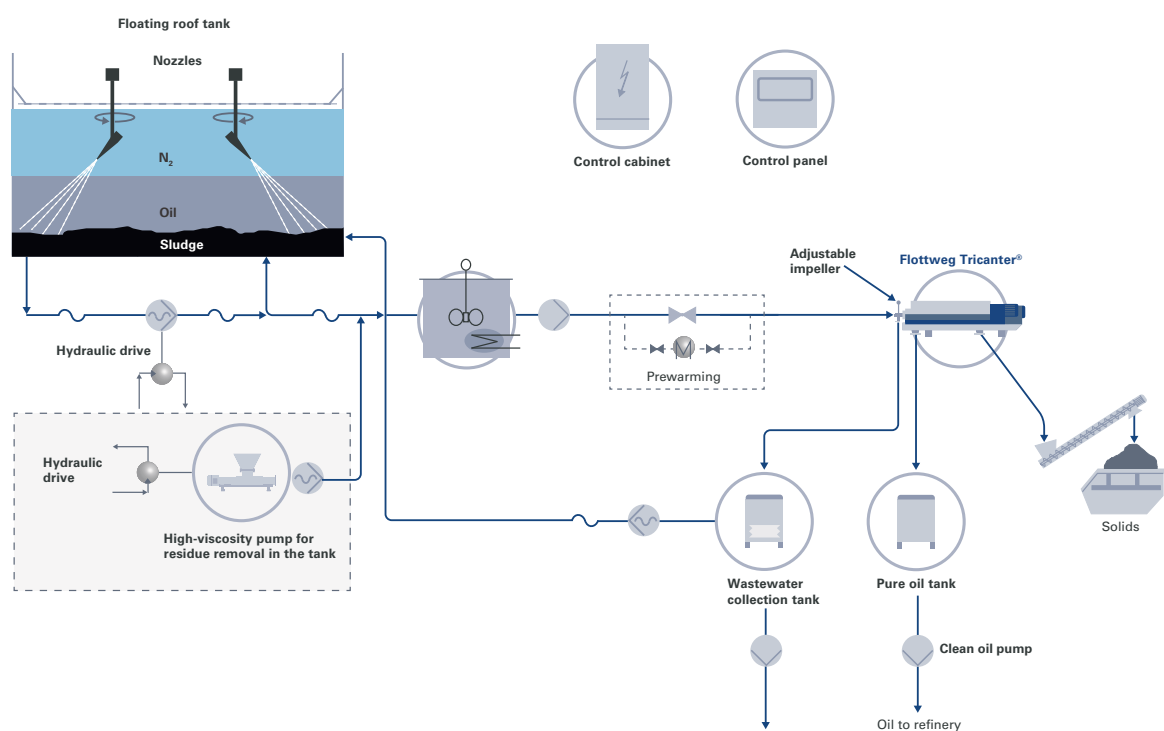 Floating roof tank
Nozzles
N₂
Oil
Sludge
Control cabinet
Control panel
Adjustable
impeller
Flottweg Tricanter®
Hydraulic drive
Prewarming
Hydraulic
drive
High-viscosity pump for
residue removal in the tank
Solids
Wastewater
collection tank
Pure oil tank
Clean oil pump
Oil to refinery